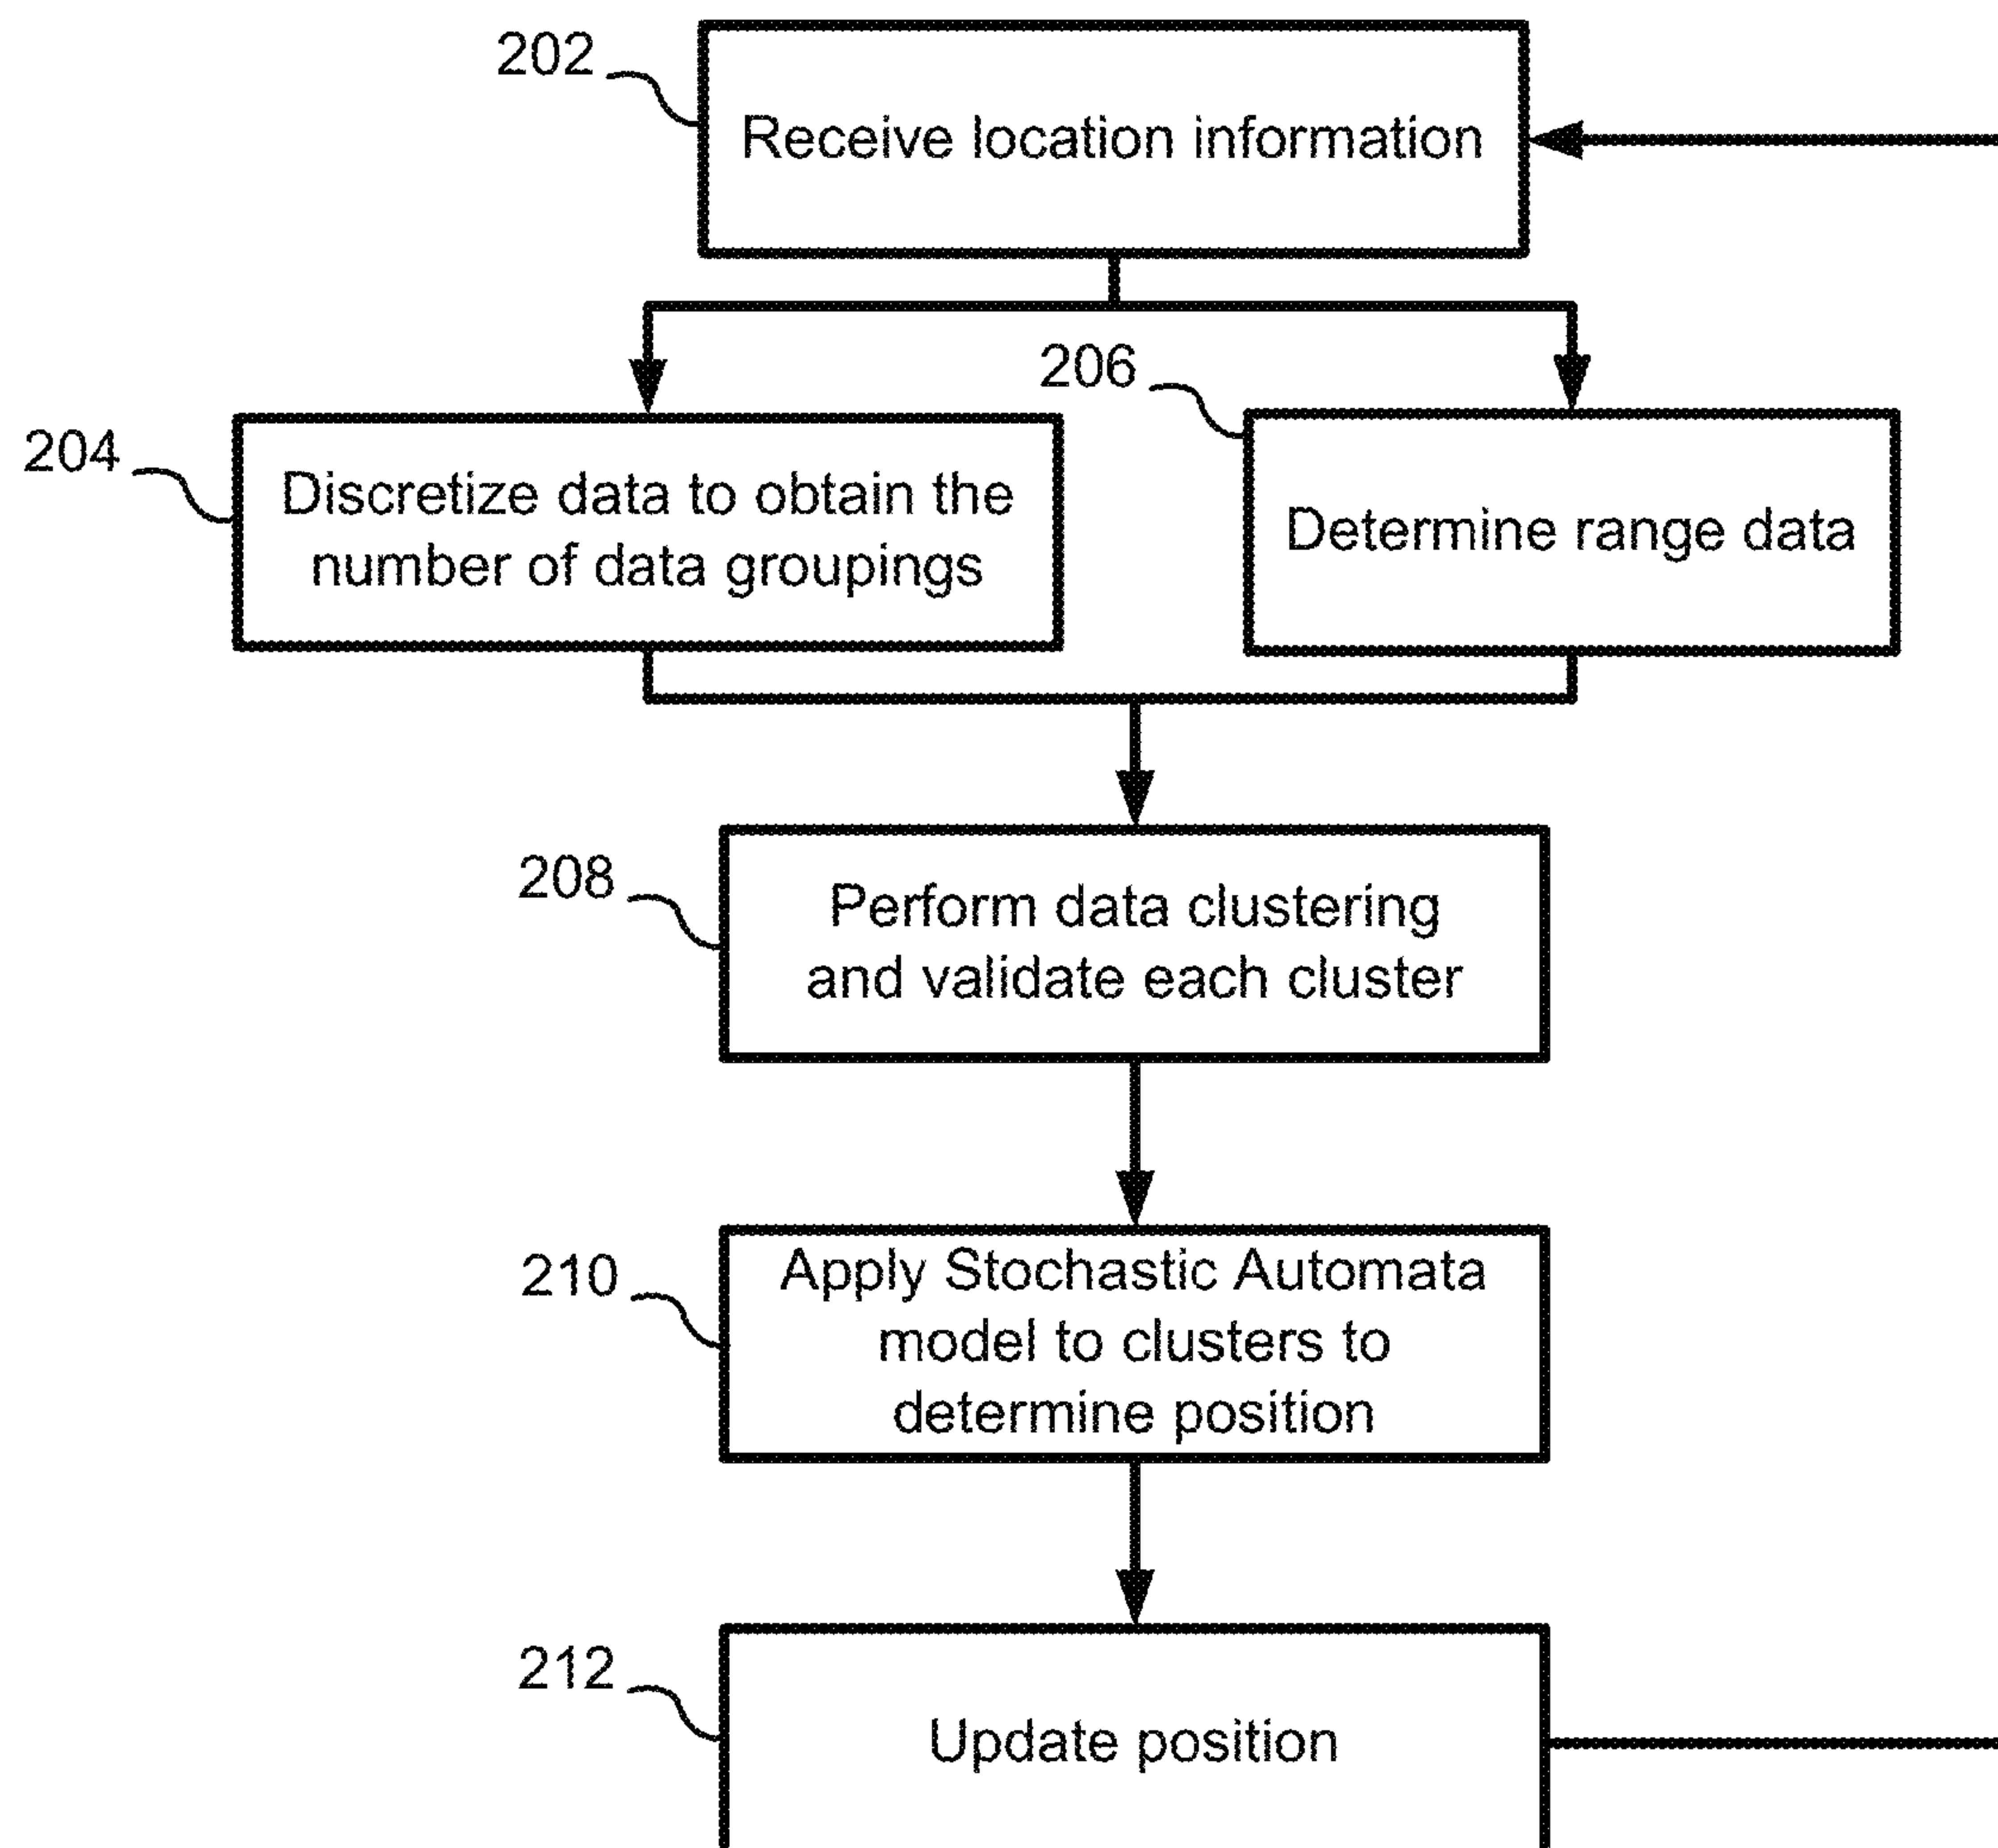 202
Receive location information
206
204
Discretize data to obtain the
number of data groupings
Determine range data
208
Perform data clustering
and validate each cluster
210
Apply Stochastic Automata
model to clusters to
determine position
212
Update position